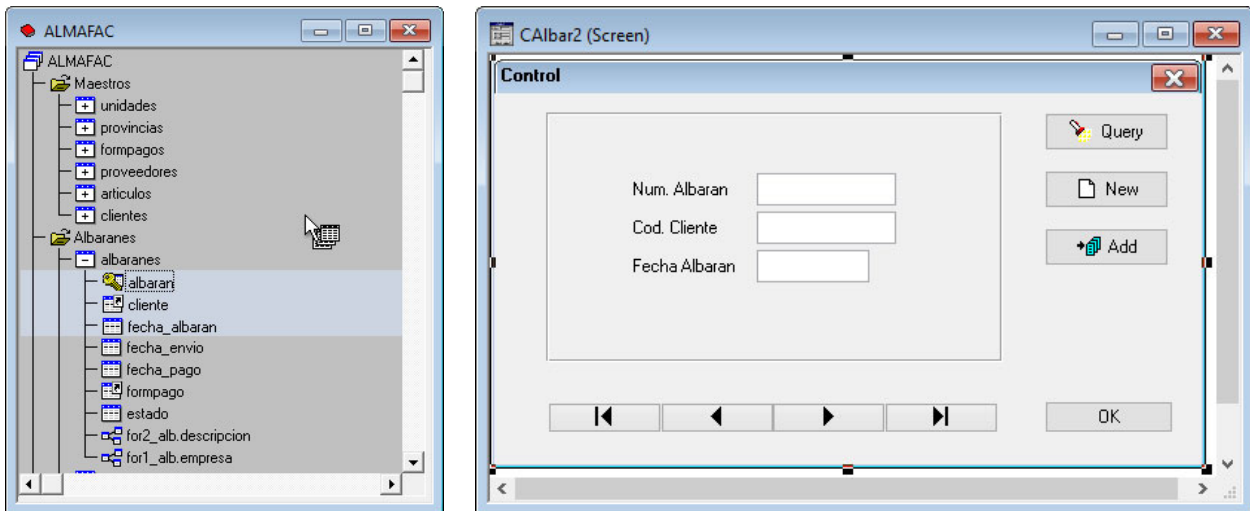 ALMAFAC
ALMAFAC
Maestros
unidades
provincias
formpagos
proveedores
articulos
clientes
Albaranes
albaranes
albaran
cliente
fecha_albaran
fecha_envio
fecha_pago
formpago
estado
for2_alb.descripcion
for1_alb.empresa
CAlbar2 (Screen)
Control
Query
Num. Albaran
New
Cod. Cliente
Add
Fecha Albaran
OK